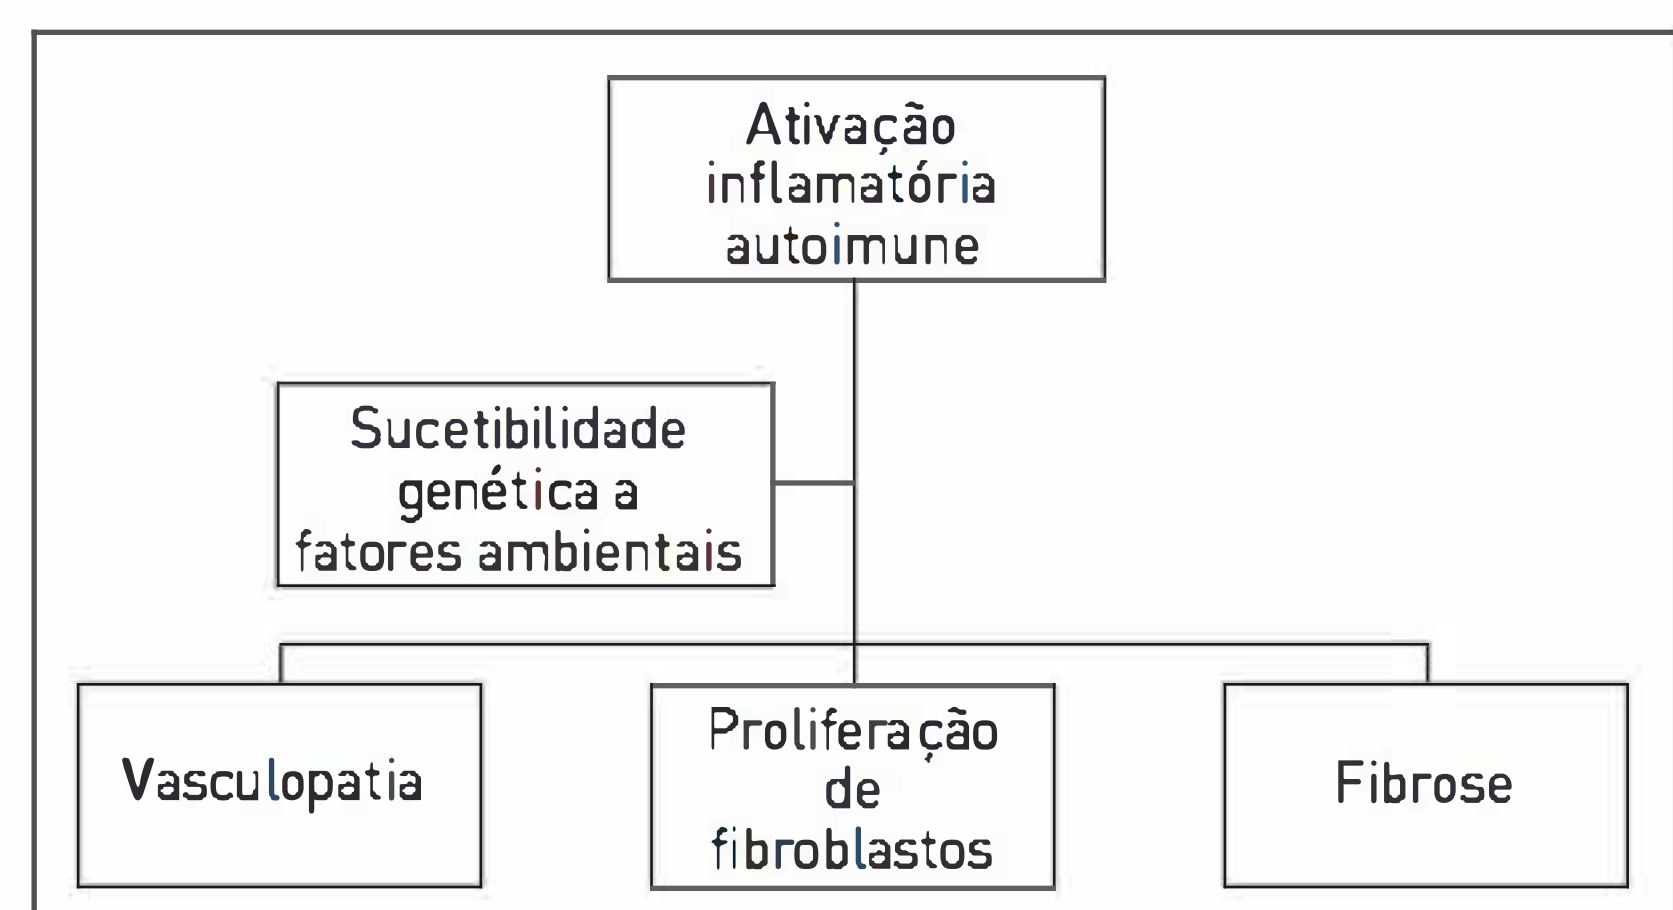 Ativação
inflamatória
autoimune
Sucetibilidade
genética a
fatores ambientais
Vasculopatia
Proliferação
de
fibroblastos
Fibrose